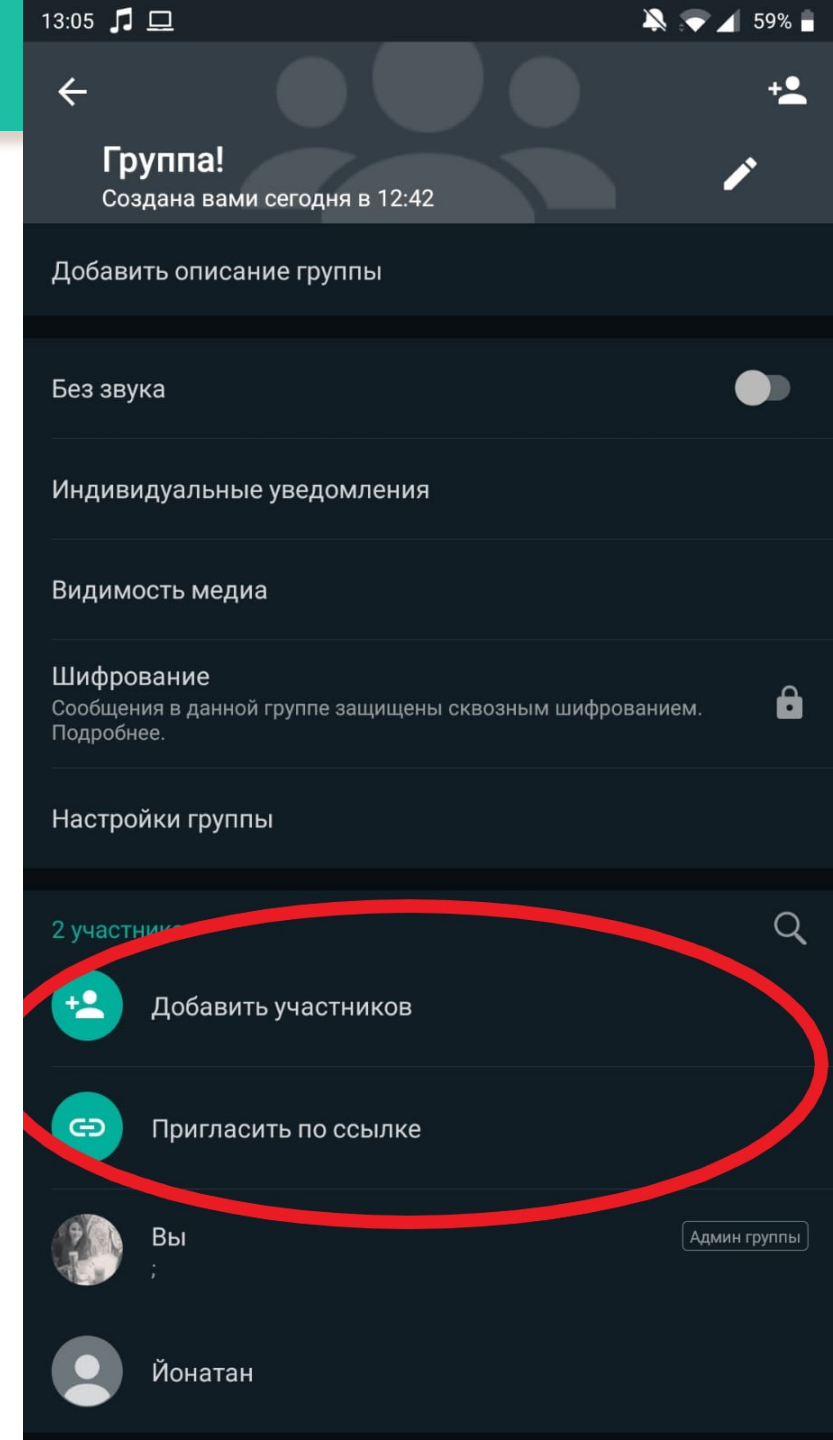 13:05
59%
Группа!
Создана вами сегодня в 12:42
Добавить описание группы
Без звука
Индивидуальные уведомления
Видимость медиа
Шифрование
Сообщения в данной группе защищены сквозным шифрованием.
Подробнее.
Настройки группы
2
Добавить участников
Пригласить по ссылке
Вы
Админ группы
;
Йонатан